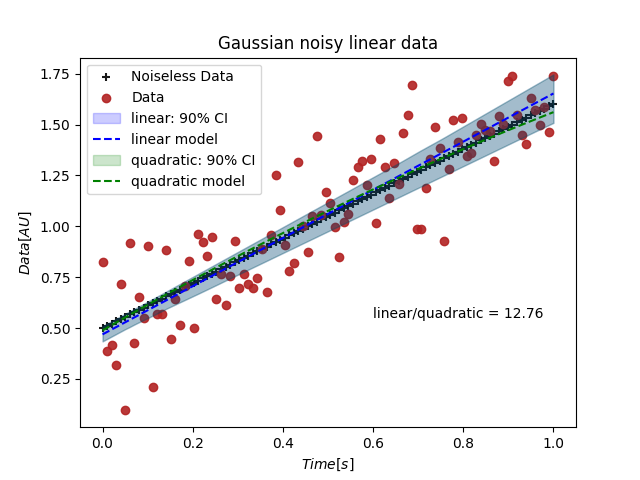 Gaussian noisy linear data
Noiseless Data
Data
linear: 90% CI
linear model
quadratic: 90% CI
quadratic model
1.75
1.50
1.25
1.00
0.75
0.50
0.25
Data[AU]
linear/quadratic = 12.76
0.0 0.2 0.4 0.6 0.8 1.0
Time[s]